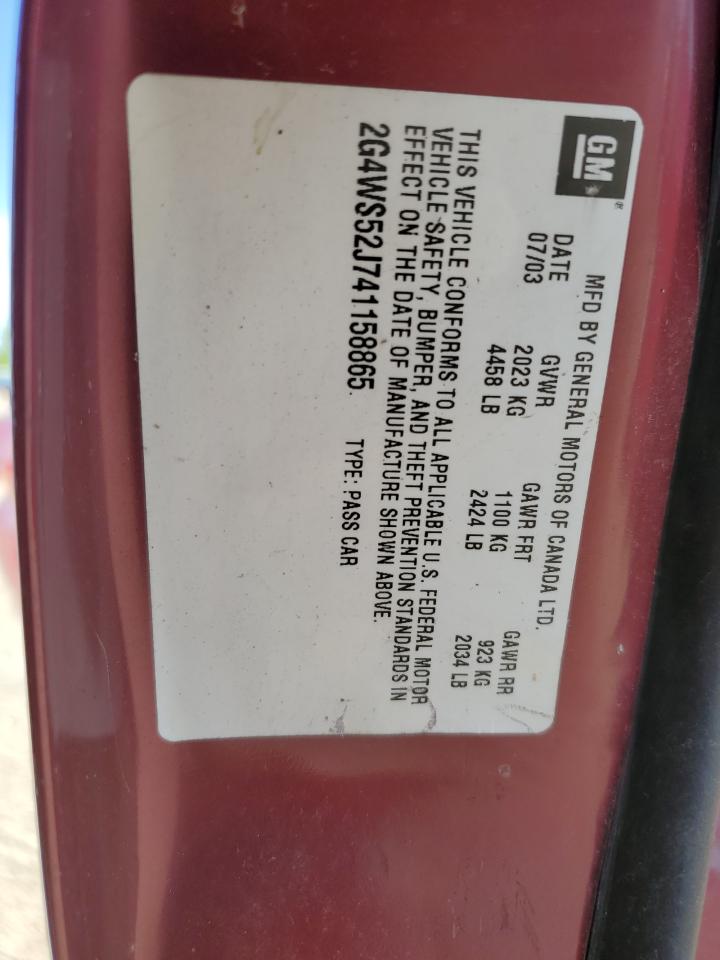 GM®
MFD BY GENERAL MOTORS OF CANADA LTD.
DATE GVWR GAWR FRT GAWR RR
07/03 2023 KG 1100 KG 923 KG
4458 LB 2424 LB 2034 LB
THIS VEHICLE CONFORMS TO ALL APPLICABLE U.S. FEDERAL MOTOR
VEHICLE SAFETY, BUMPER, AND THEFT PREVENTION STANDARDS IN
EFFECT ON THE DATE OF MANUFACTURE SHOWN ABOVE.
2G4WS52J741158865 TYPE: PASS CAR